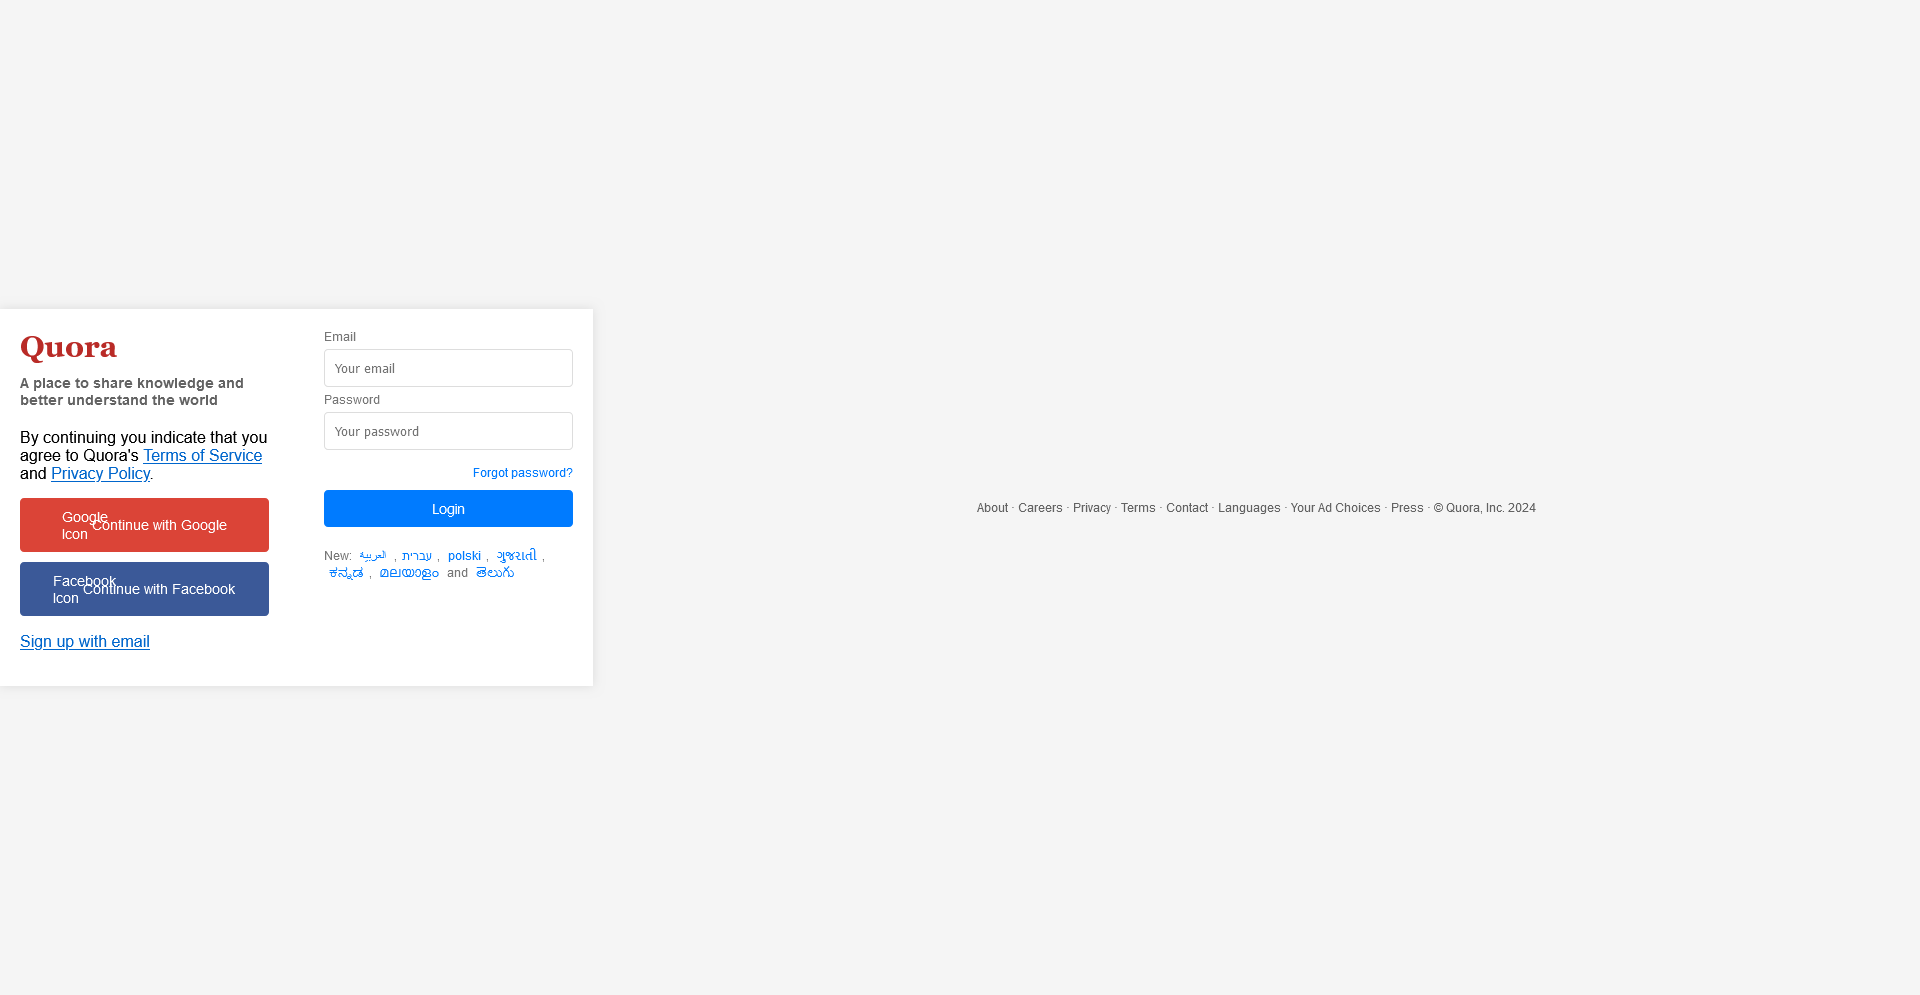 Quora
A place to share knowledge and
better understand the world
By continuing you indicate that you
agree to Quora's Terms of Service
and Privacy Policy.
Google
Icon
Continue with Google
Facebook
Icon
Continue with Facebook
Sign up with email
Email
Your email
Password
Your password
Forgot password?
Login
New: العربية , עברית , polski , ગુજરાતી ,
ಕನ್ನಡ , മലയാളം and తెలుగు
About · Careers · Privacy · Terms · Contact · Languages · Your Ad Choices · Press · © Quora, Inc. 2024